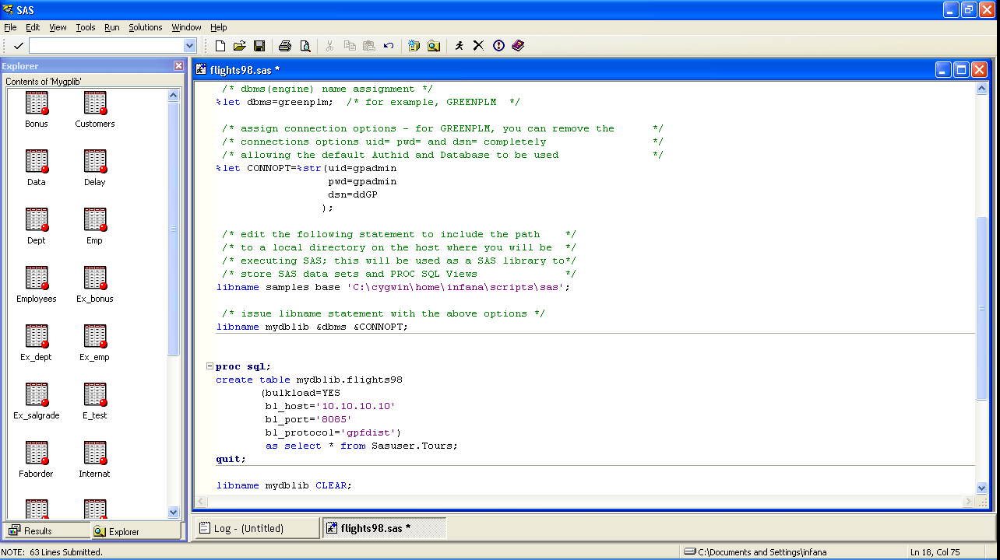 SAS
File Edit View Tools Run Solutions Window Help
Explorer
Contents of 'Mygplib'
Bonus Customers
Data Delay
Dept Emp
Employees Ex_bonus
Ex_dept Ex_emp
Ex_salgrade E_test
Faborder Internat
Results Explorer
flights98.sas *
/* dbms(engine) name assignment */
%let dbms=greenplm; /* for example, GREENPLM */
/* assign connection options - for GREENPLM, you can remove the */
/* connections options uid= pwd= and dsn= completely */
/* allowing the default Authid and Database to be used */
%let CONNOPT=%str(uid=gpadmin
pwd=gpadmin
dsn=ddGP
);
/* edit the following statement to include the path */
/* to a local directory on the host where you will be */
/* executing SAS; this will be used as a SAS library to*/
/* store SAS data sets and PROC SQL Views */
libname samples base 'C:\cygwin\home\infana\scripts\sas';
/* issue libname statement with the above options */
libname mydblib &dbms &CONNOPT;
proc sql;
create table mydblib.flights98
(bulkload=YES
bl_host='10.10.10.10'
bl_port='8085'
bl_protocol='gpfdist')
as select * from Sasuser.Tours;
quit;
libname mydblib CLEAR;
Log - (Untitled) flights98.sas *
NOTE: 63 Lines Submitted. C:\Documents and Settings\infana Ln 18, Col 75